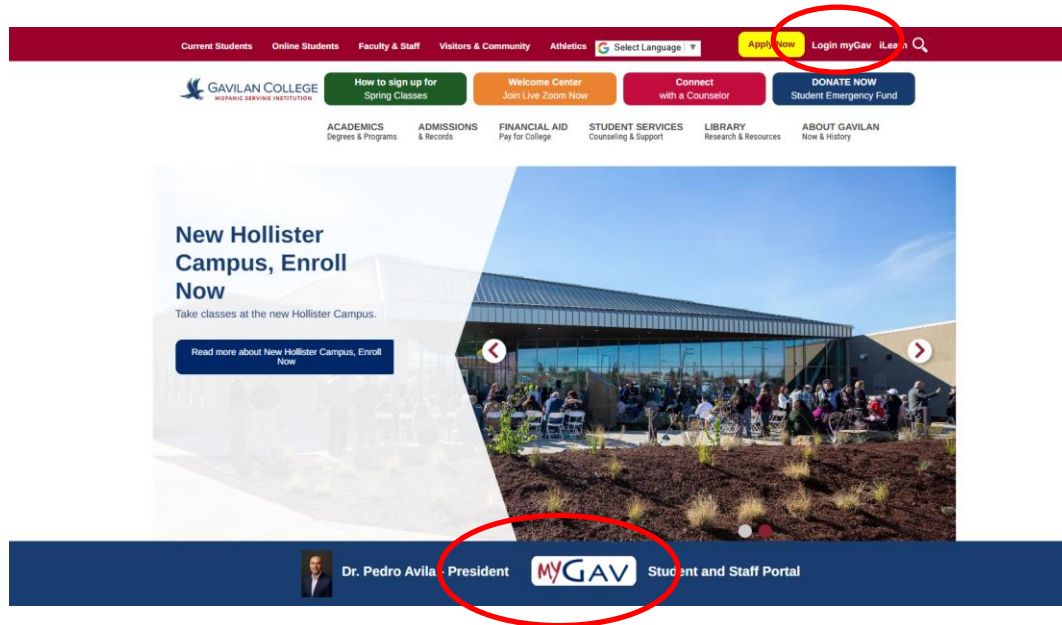 Current Students Online Students Faculty & Staff Visitors & Community Athletics G Select Language ▼ Apply Now Login myGav iLearn
GAVILAN COLLEGE
HISPANIC SERVING INSTITUTION
How to sign up for
Spring Classes
Welcome Center
Join Live Zoom Now
Connect
with a Counselor
DONATE NOW
Student Emergency Fund
ACADEMICS
Degrees & Programs
ADMISSIONS
& Records
FINANCIAL AID
Pay for College
STUDENT SERVICES
Counseling & Support
LIBRARY
Research & Resources
ABOUT GAVILAN
Now & History
New Hollister
Campus, Enroll
Now
Take classes at the new Hollister Campus.
Read more about New Hollister Campus, Enroll
Now
Dr. Pedro Avila - President MYGAV Student and Staff Portal